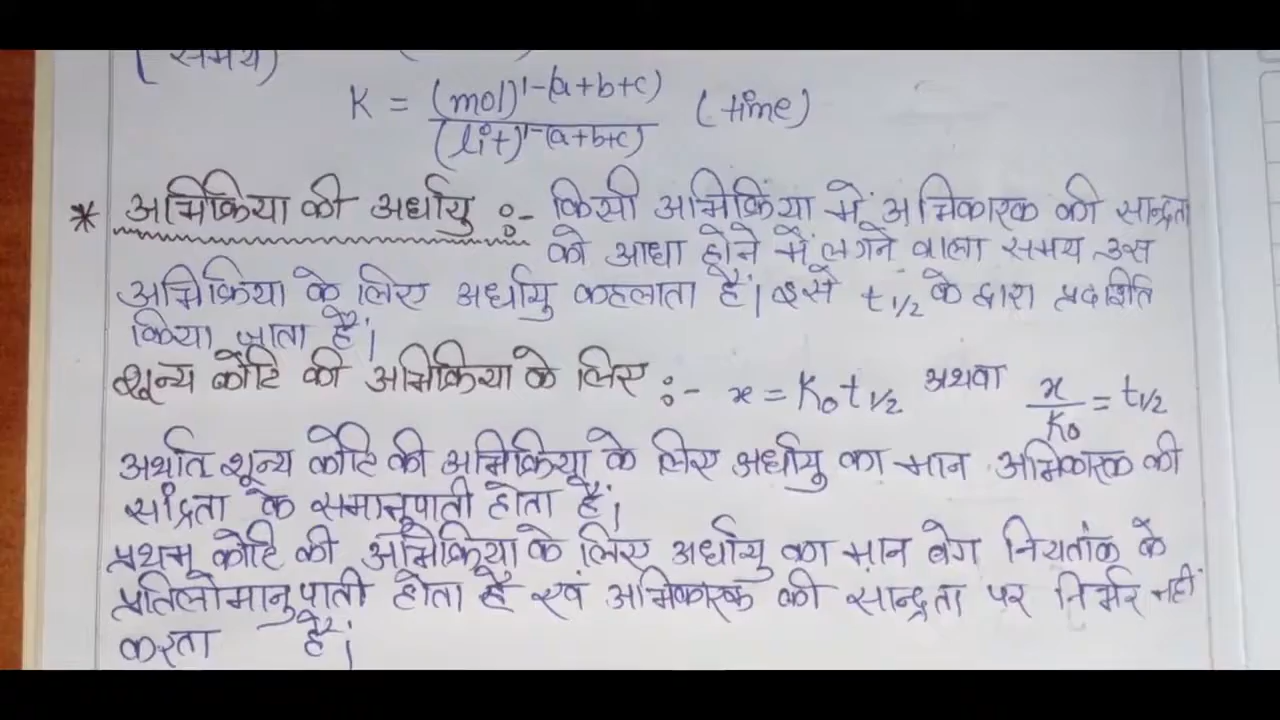 (समय)
K = (mol)^1-(a+b+c) / (lit)^1-(a+b+c) (time)
* अभिक्रिया की अर्धायु :- किसी अभिक्रिया में अभिकारक की सान्द्रता
को आधा होने में लगने वाला समय उस
अभिक्रिया के लिए अर्धायु कहलाता है। इसे t1/2 के द्वारा प्रदर्शित
किया जाता है।
शून्य कोटि की अभिक्रिया के लिए :- x = K₀t1/2 अथवा x/K₀ = t1/2
अर्थात शून्य कोटि की अभिक्रिया के लिए अर्धायु का मान अभिकारक की
सांद्रता के समानुपाती होता है।
प्रथम कोटि की अभिक्रिया के लिए अर्धायु का मान वेग नियतांक के
प्रतिलोमानुपाती होता है एवं अभिकारक की सान्द्रता पर निर्भर नहीं
करता है।